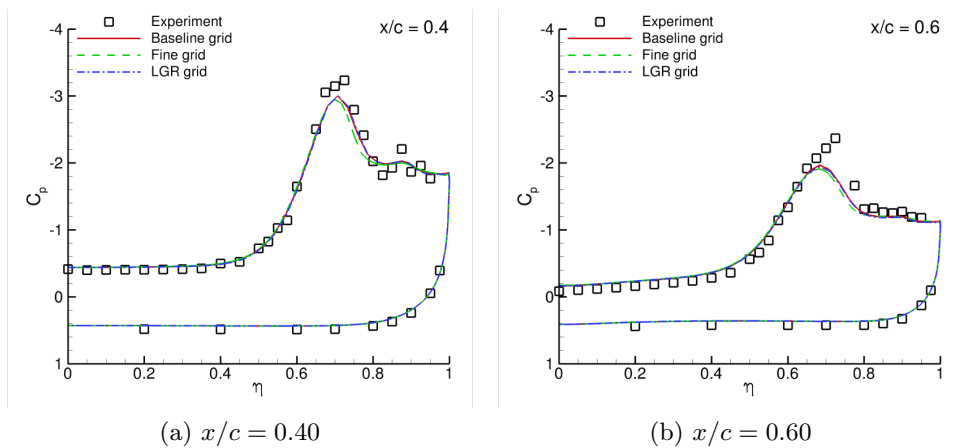 Experiment
Baseline grid
Fine grid
LGR grid
x/c = 0.4
-4
-3
-2
-1
0
1
Cp
0
0.2
0.4
0.6
0.8
1
η
(a) x/c = 0.40
Experiment
Baseline grid
Fine grid
LGR grid
x/c = 0.6
-4
-3
-2
-1
0
1
Cp
0
0.2
0.4
0.6
0.8
1
η
(b) x/c = 0.60